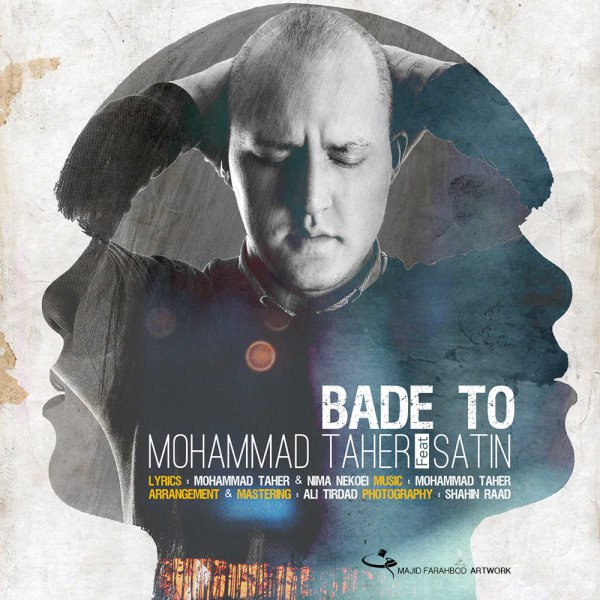 BADE TO
MOHAMMAD TAHER Feat SATIN
LYRICS : MOHAMMAD TAHER & NIMA NEKOEI MUSIC : MOHAMMAD TAHER
ARRANGEMENT & MASTERING : ALI TIRDAD PHOTOGRAPHY : SHAHIN RAAD
MAJID FARAHBOD ARTWORK